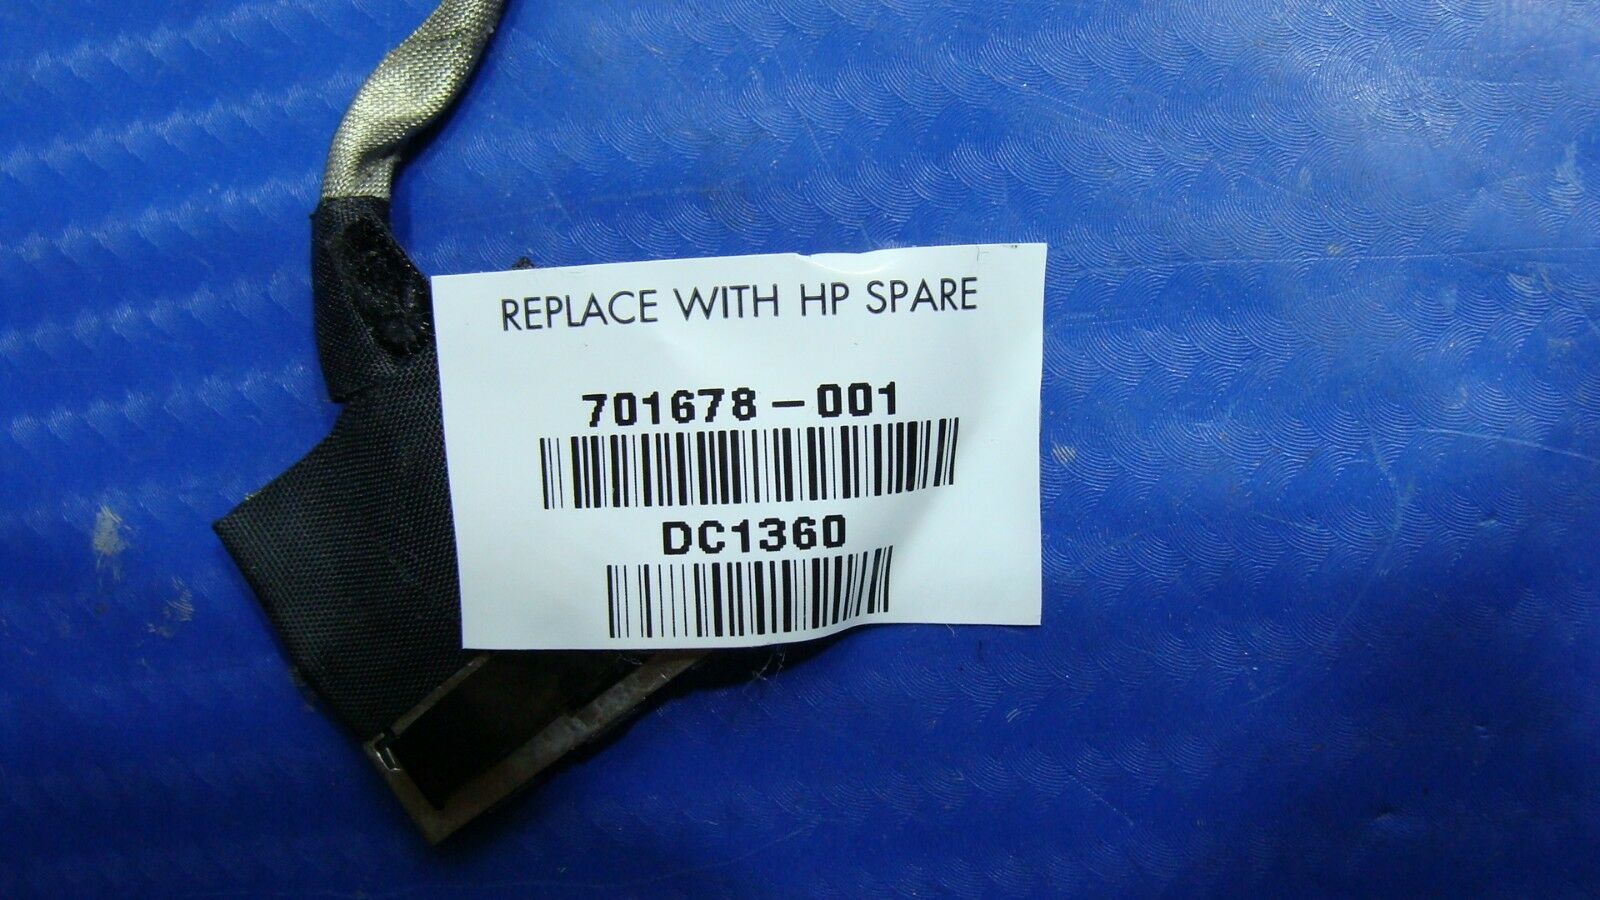 REPLACE WITH HP SPARE
701678-001
DC1360